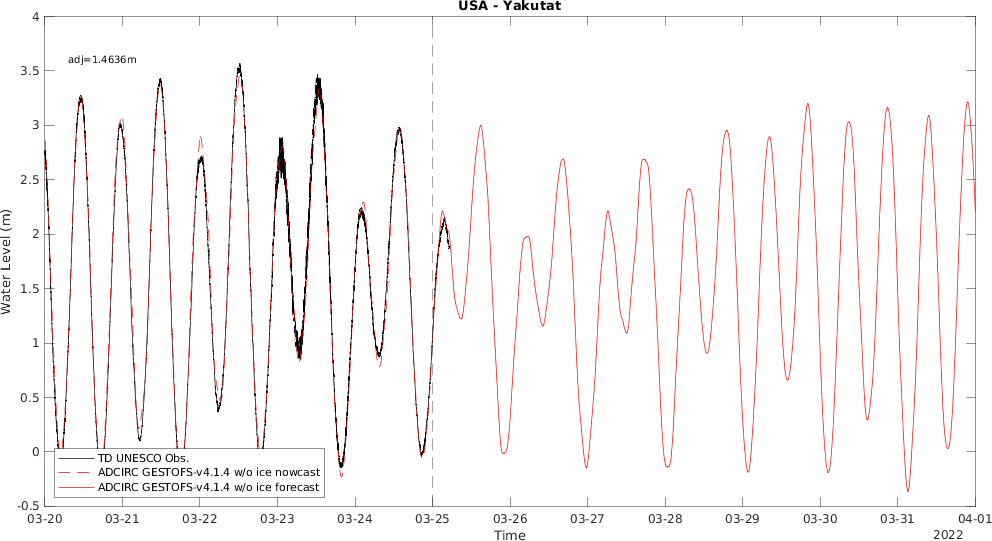 USA - Yakutat
adj=1.4636m
Water Level (m)
4
3.5
3
2.5
2
1.5
1
0.5
0
-0.5
TD UNESCO Obs.
ADCIRC GESTOFS-v4.1.4 w/o ice nowcast
ADCIRC GESTOFS-v4.1.4 w/o ice forecast
03-20 03-21 03-22 03-23 03-24 03-25 03-26 03-27 03-28 03-29 03-30 03-31 04-01
Time
2022